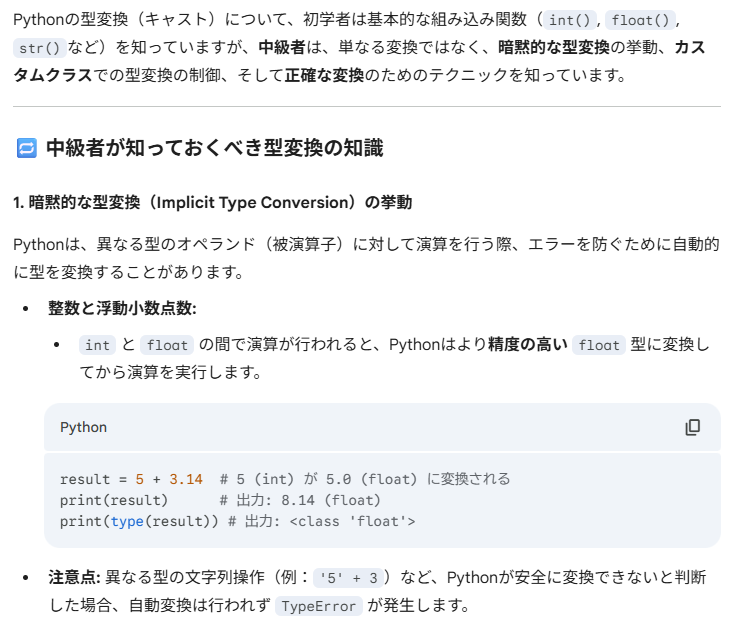 Pythonの型変換（キャスト）について、初学者は基本的な組み込み関数（int(), float(),
str()など）を知っていますが、中級者は、単なる変換ではなく、暗黙的な型変換の挙動、カス
タムクラスでの型変換の制御、そして正確な変換のためのテクニックを知っています。
🔁 中級者が知っておくべき型変換の知識
1. 暗黙的な型変換（Implicit Type Conversion）の挙動
Pythonは、異なる型のオペランド（被演算子）に対して演算を行う際、エラーを防ぐために自動的
に型を変換することがあります。
• 整数と浮動小数点数:
• int と float の間で演算が行われると、Pythonはより精度の高い float 型に変換し
てから演算を実行します。
Python
result = 5 + 3.14  # 5 (int) が 5.0 (float) に変換される
print(result)      # 出力: 8.14 (float)
print(type(result)) # 出力: <class 'float'>
• 注意点: 異なる型の文字列操作（例：'5' + 3）など、Pythonが安全に変換できないと判断
した場合、自動変換は行われず TypeError が発生します。